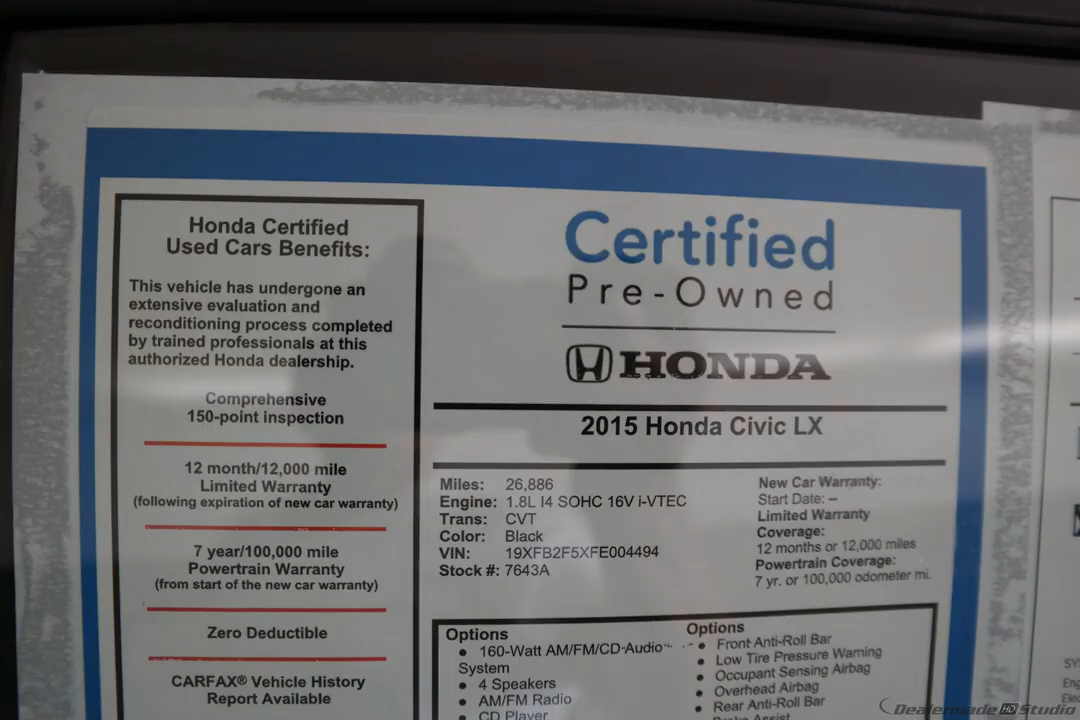 Honda Certified
Used Cars Benefits:
This vehicle has undergone an
extensive evaluation and
reconditioning process completed
by trained professionals at this
authorized Honda dealership.
Comprehensive
150-point inspection
12 month/12,000 mile
Limited Warranty
(following expiration of new car warranty)
7 year/100,000 mile
Powertrain Warranty
(from start of the new car warranty)
Zero Deductible
CARFAX® Vehicle History
Report Available
Certified
Pre-Owned
HONDA
2015 Honda Civic LX
Miles: 26,886
Engine: 1.8L I4 SOHC 16V i-VTEC
Trans: CVT
Color: Black
VIN: 19XFB2F5XFE004494
Stock #: 7643A
New Car Warranty:
Start Date: –
Limited Warranty
Coverage:
12 months or 12,000 miles
Powertrain Coverage:
7 yr. or 100,000 odometer mi.
Options
• 160-Watt AM/FM/CD-Audio
System
• 4 Speakers
• AM/FM Radio
• CD Player
Options
• Front Anti-Roll Bar
• Low Tire Pressure Warning
• Occupant Sensing Airbag
• Overhead Airbag
• Rear Anti-Roll Bar
• Brake Assist
Dealermade HD Studio